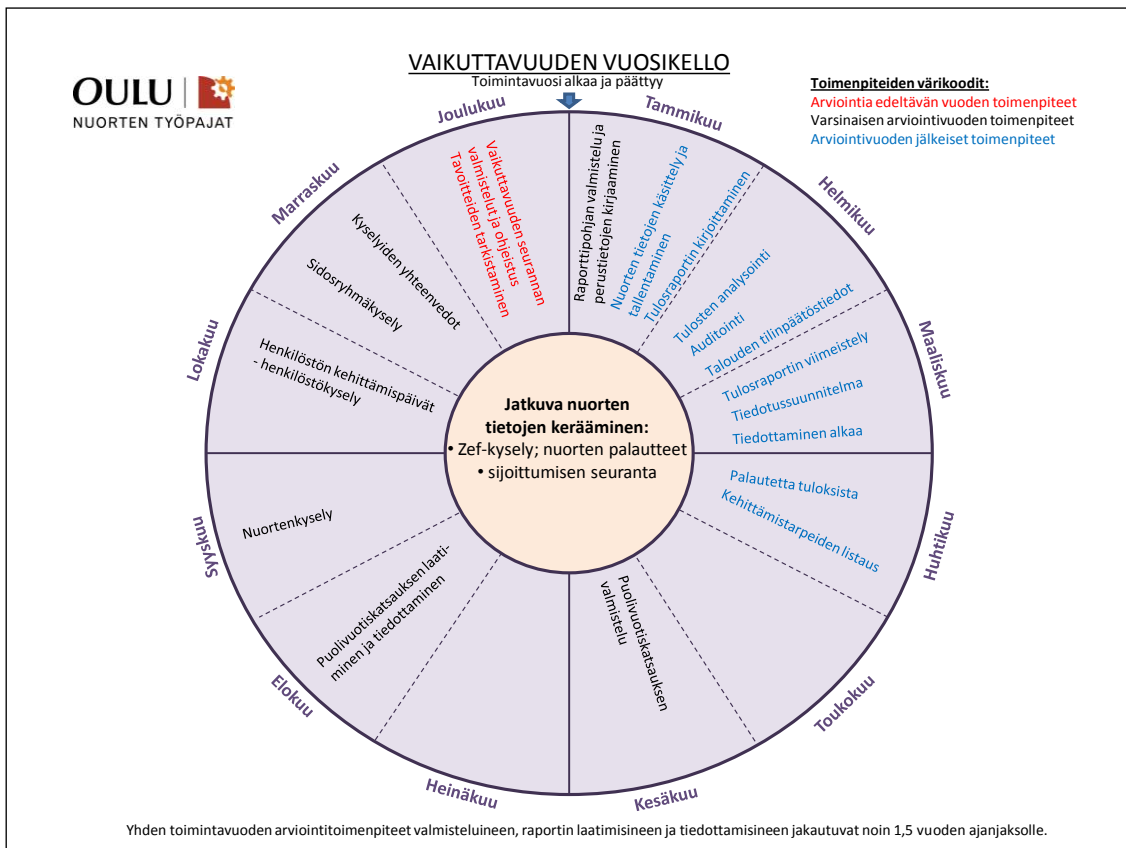 VAIKUTTAVUUDEN VUOSIKELLO
Toimintavuosi alkaa ja päättyy
OULU
NUORTEN TYÖPAJAT
Toimenpiteiden värikoodit:
Arviointia edeltävän vuoden toimenpiteet
Varsinaisen arviointivuoden toimenpiteet
Arviointivuoden jälkeiset toimenpiteet
Tammikuu
Raporttipohjan valmistelu ja
perustietojen kirjaaminen
Nuorten tietojen käsittely ja
tallentaminen
Tulosraportin kirjoittaminen
Helmikuu
Tulosten analysointi
Auditointi
Talouden tilinpäätöstiedot
Maaliskuu
Tulosraportin viimeistely
Tiedotussuunnitelma
Tiedottaminen alkaa
Huhtikuu
Palautetta tuloksista
Kehittämistarpeiden listaus
Toukokuu
Kesäkuu
Puolivuotiskatsauksen
valmistelu
Heinäkuu
Elokuu
Puolivuotiskatsauksen laati-
minen ja tiedottaminen
Syyskuu
Nuortenkysely
Lokakuu
Henkilöstön kehittämispäivät
- henkilöstökysely
Marraskuu
Sidosryhmäkysely
Kyselyiden yhteenvedot
Joulukuu
Vaikuttavuuden seurannan
valmistelut ja ohjeistus
Tavoitteiden tarkistaminen
Jatkuva nuorten
tietojen kerääminen:
• Zef-kysely; nuorten palautteet
• sijoittumisen seuranta
Yhden toimintavuoden arviointitoimenpiteet valmisteluineen, raportin laatimisineen ja tiedottamisineen jakautuvat noin 1,5 vuoden ajanjaksolle.